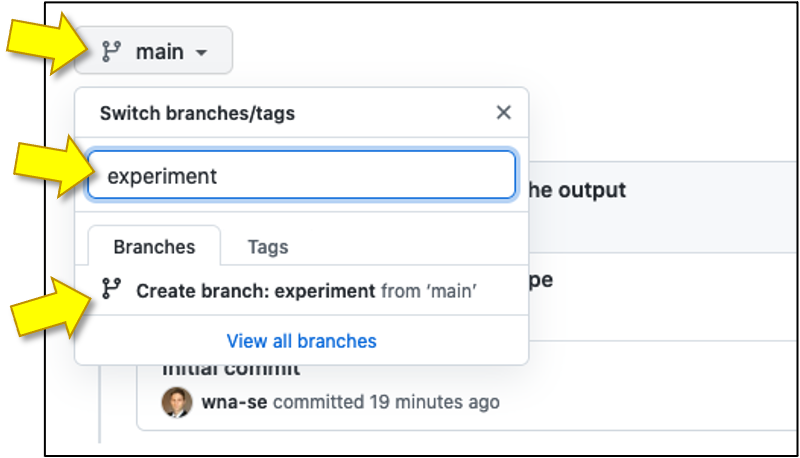 main
Switch branches/tags
experiment
he output
Branches
Tags
pe
Create branch: experiment from ‘main’
View all branches
Initial commit
wna-se committed 19 minutes ago